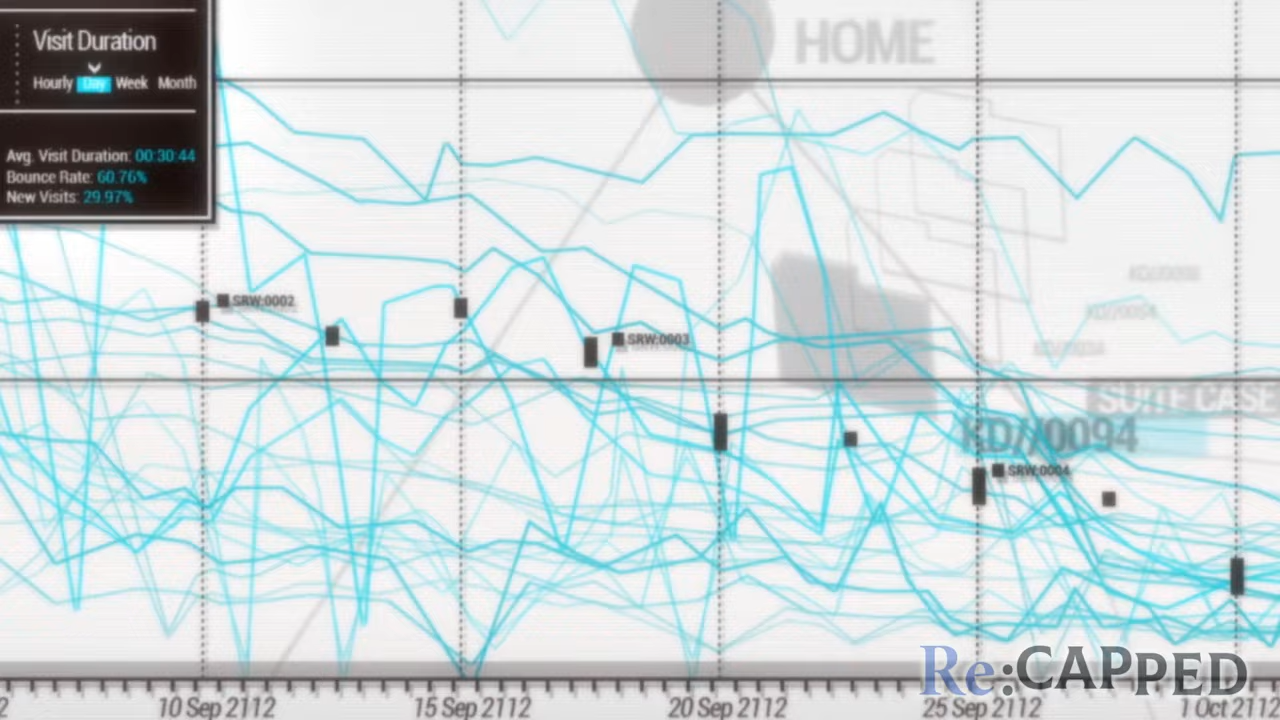 Visit Duration
Hourly Day Week Month
Avg. Visit Duration: 00:30:44
Bounce Rate: 60.76%
New Visits: 29.97%
HOME
SRW:0002
SRW:0003
SUITE CASE
KD//0094
SRW:0004
Re:CAPPED
10 Sep 2112
15 Sep 2112
20 Sep 2112
25 Sep 2112
1 Oct 2112